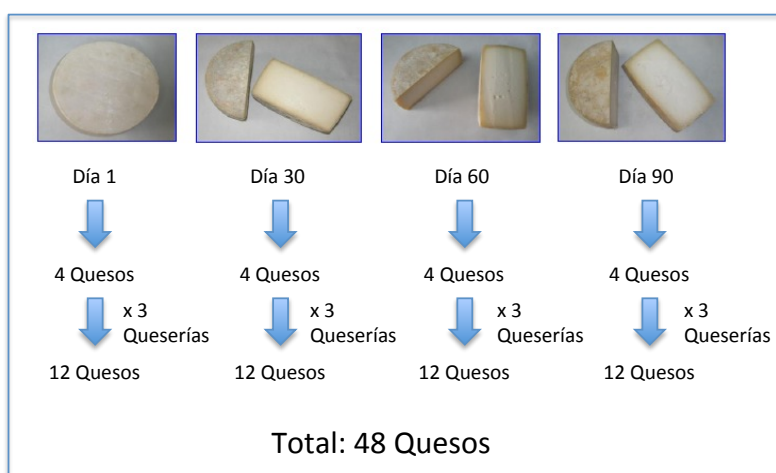 Día 1
Día 30
Día 60
Día 90
4 Quesos
4 Quesos
4 Quesos
4 Quesos
x 3
Queserías
x 3
Queserías
x 3
Queserías
x 3
Queserías
12 Quesos
12 Quesos
12 Quesos
12 Quesos
Total: 48 Quesos